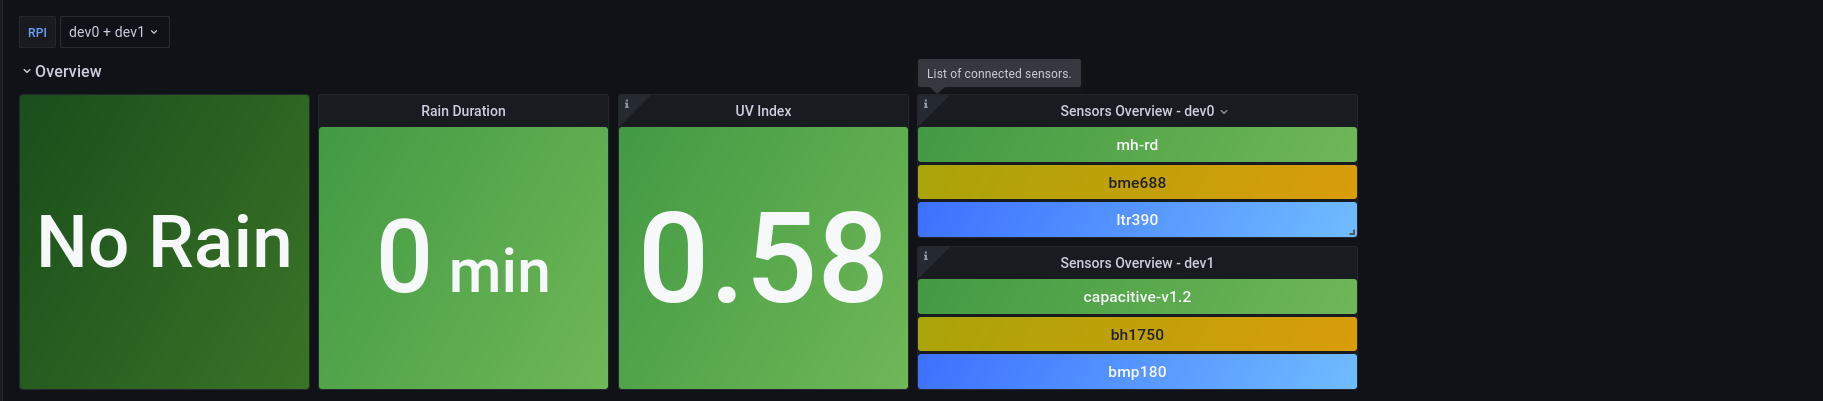 RPI
dev0 + dev1
Overview
List of connected sensors.
No Rain
Rain Duration
0 min
UV Index
0.58
Sensors Overview - dev0
mh-rd
bme688
ltr390
Sensors Overview - dev1
capacitive-v1.2
bh1750
bmp180